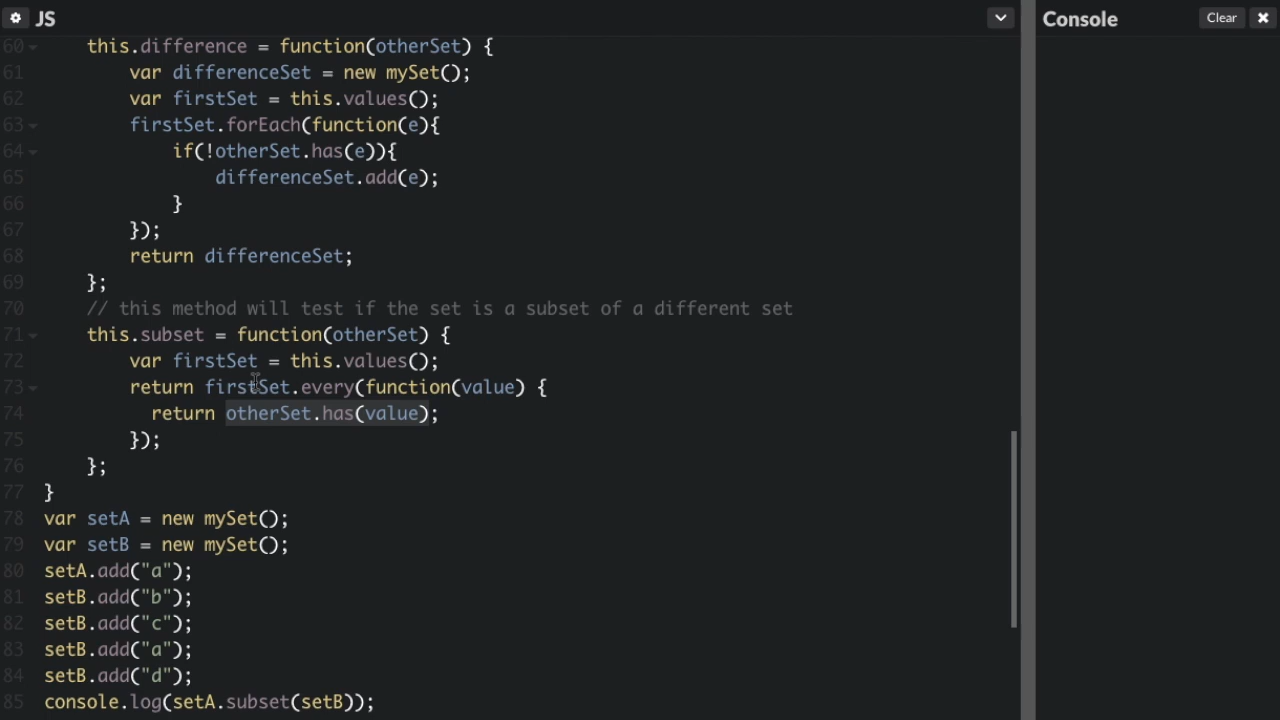 JS
Console
Clear
60 this.difference = function(otherSet) {
61 var differenceSet = new mySet();
62 var firstSet = this.values();
63 firstSet.forEach(function(e){
64 if(!otherSet.has(e)){
65 differenceSet.add(e);
66 }
67 });
68 return differenceSet;
69 };
70 // this method will test if the set is a subset of a different set
71 this.subset = function(otherSet) {
72 var firstSet = this.values();
73 return firstSet.every(function(value) {
74 return otherSet.has(value);
75 });
76 };
77 }
78 var setA = new mySet();
79 var setB = new mySet();
80 setA.add("a");
81 setB.add("b");
82 setB.add("c");
83 setB.add("a");
84 setB.add("d");
85 console.log(setA.subset(setB));